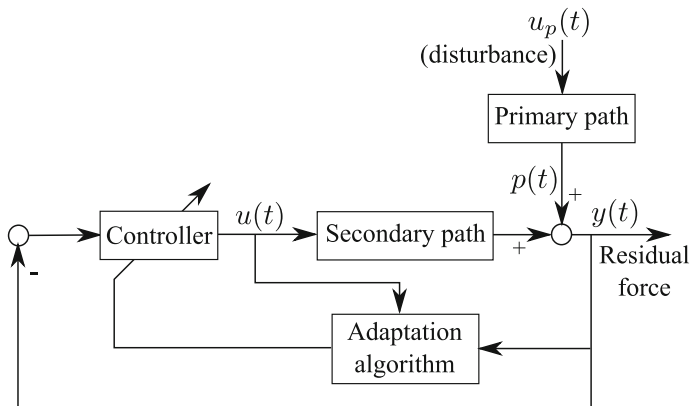 u_p(t)
(disturbance)
Primary path
p(t)
+
Controller
u(t)
Secondary path
+
y(t)
Residual
force
-
Adaptation
algorithm